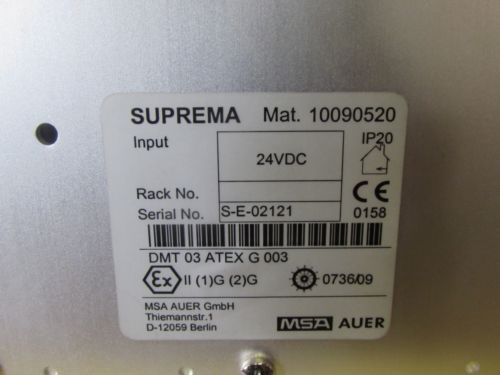 SUPREMA Mat. 10090520
Input 24VDC IP20
Rack No.
Serial No. S-E-02121 0158
DMT 03 ATEX G 003
Ex II (1)G (2)G 0736/09
MSA AUER GmbH
Thiemannstr.1
D-12059 Berlin
MSA AUER